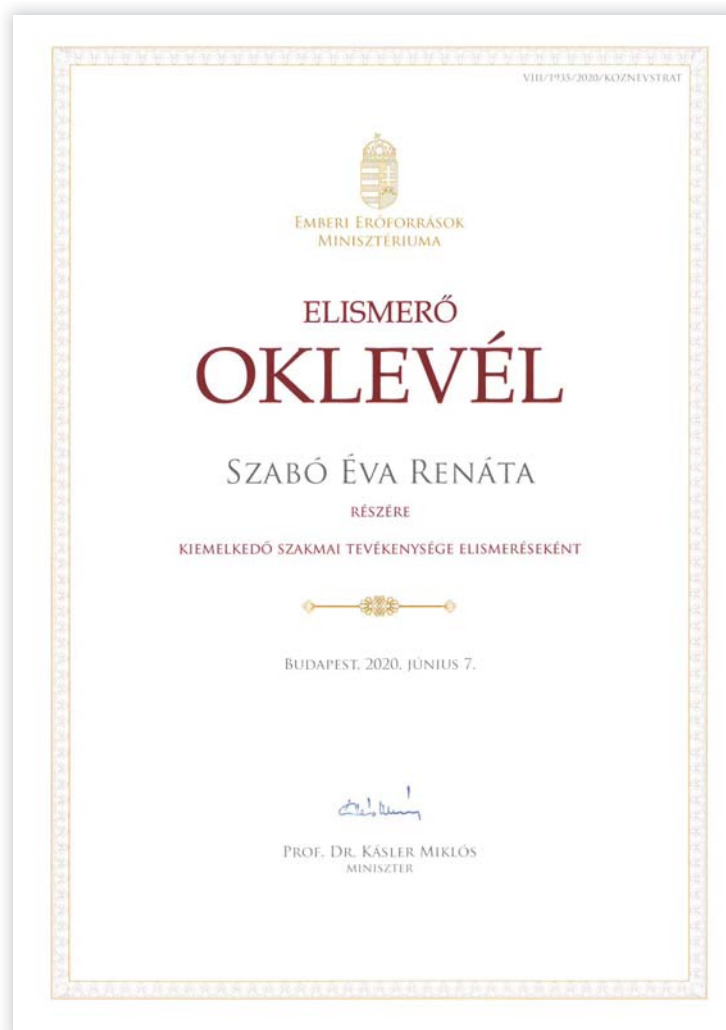 VIII/1935/2020/KOZNEVSTRAT
EMBERI ERŐFORRÁSOK
MINISZTÉRIUMA
ELISMERŐ
OKLEVÉL
SZABÓ ÉVA RENÁTA
RÉSZÉRE
KIEMELKEDŐ SZAKMAI TEVÉKENYSÉGE ELISMERÉSEKÉNT
BUDAPEST, 2020. JÚNIUS 7.
PROF. DR. KÁSLER MIKLÓS
MINISZTER